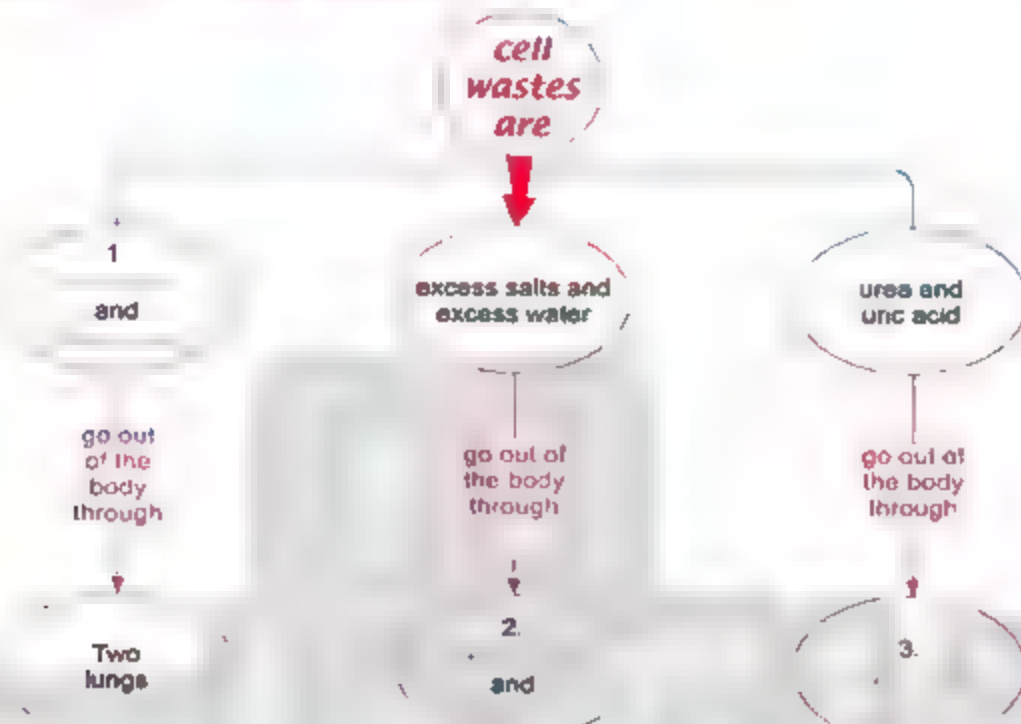 cell
wastes
are
1
and
excess salts and
excess water
urea and
uric acid
go out
of the
body
through
go out of
the body
through
go out of
the body
through
Two
lungs
2.
and
3.